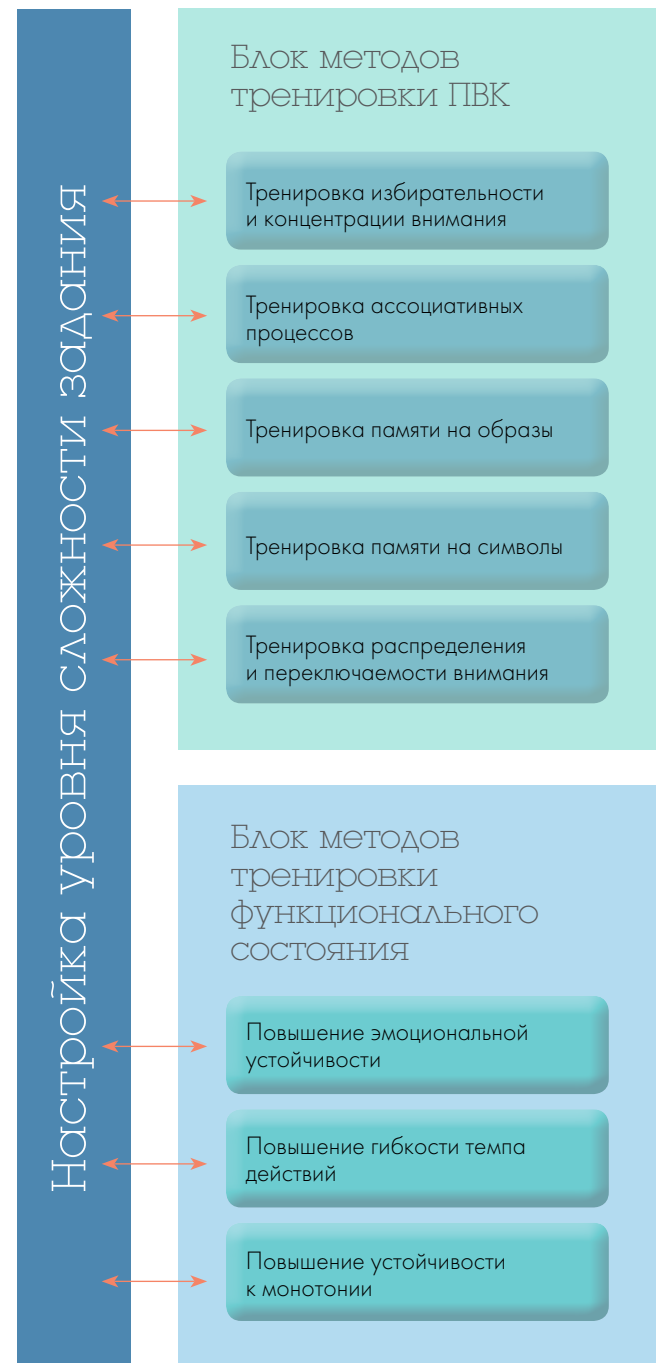 Настройка уровня сложности задания
Блок методов
тренировки ПВК
Тренировка избирательности
и концентрации внимания
Тренировка ассоциативных
процессов
Тренировка памяти на образы
Тренировка памяти на символы
Тренировка распределения
и переключаемости внимания
Блок методов
тренировки
функционального
состояния
Повышение эмоциональной
устойчивости
Повышение гибкости темпа
действий
Повышение устойчивости
к монотонии